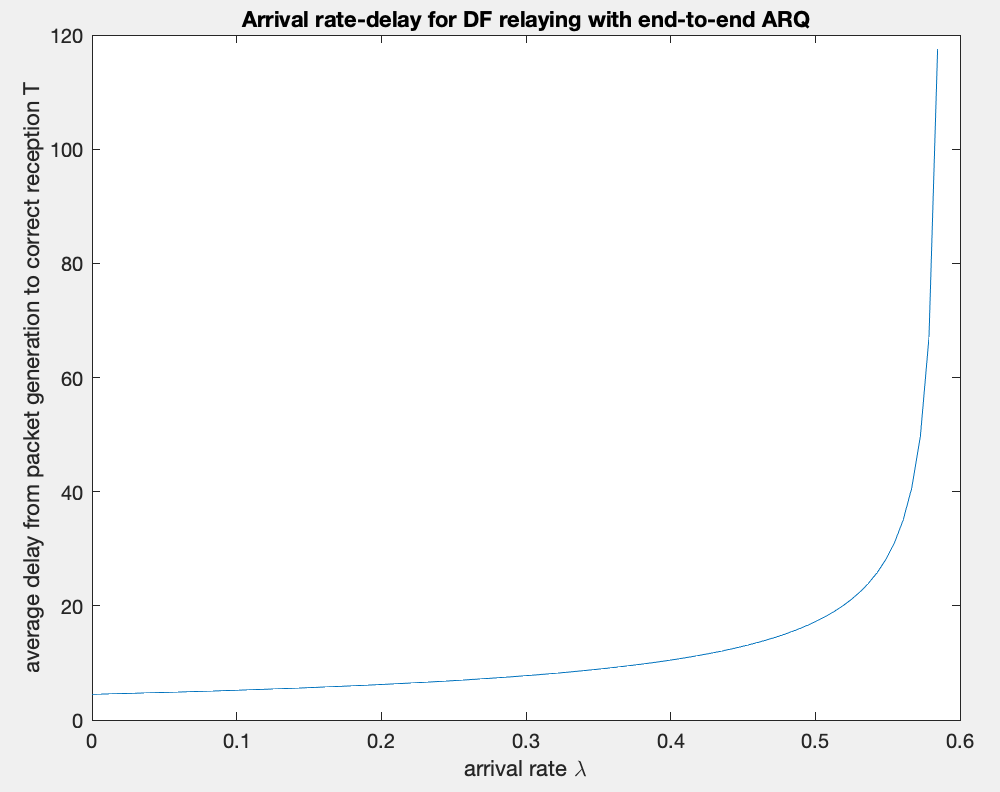 Arrival rate-delay for DF relaying with end-to-end ARQ
average delay from packet generation to correct reception T
120
100
80
60
40
20
0
0 0.1 0.2 0.3 0.4 0.5 0.6
arrival rate λ